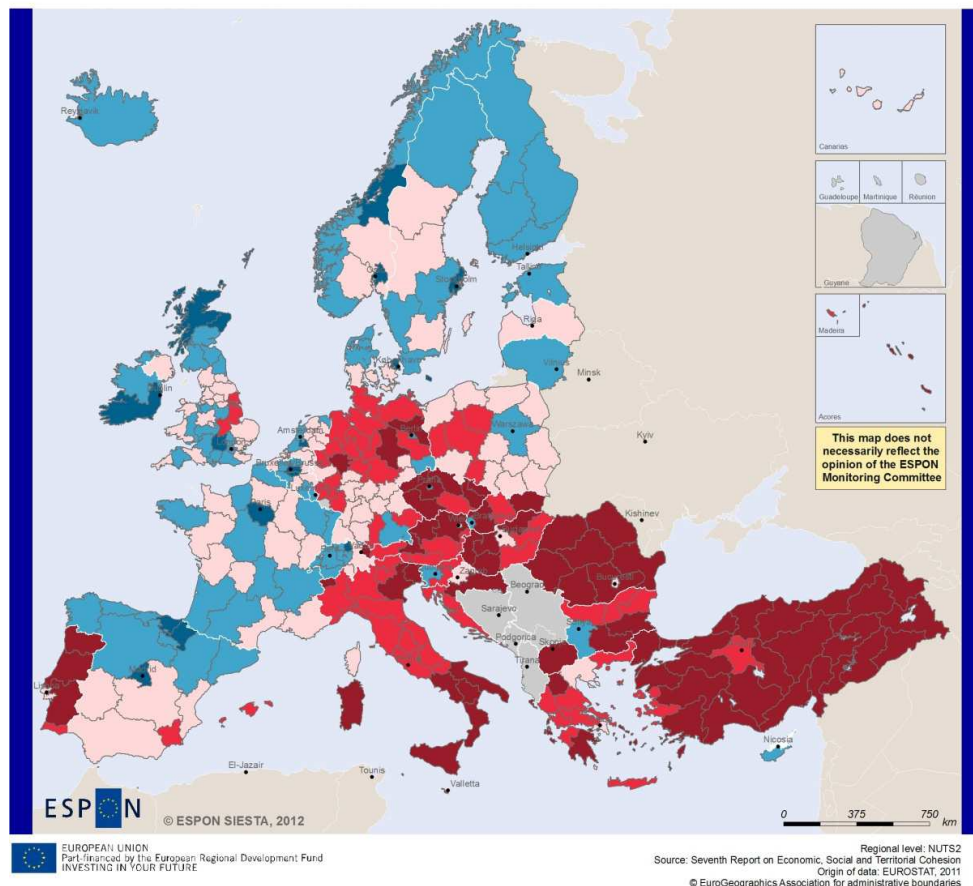 Reykjavik
Canarias
Guadeloupe
Martinique
Réunion
Guyane
Madeira
Acores
Helsinki
Tallinn
Stockholm
Riga
Vilnius
Minsk
København
Dublin
Amsterdam
Berlin
Warszawa
Kyiv
Paris
Kishinev
Zagreb
Beograd
Sarajevo
Podgorica
Skopje
Tirana
Madrid
Nicosia
El-Jazair
Tounis
Valletta
This map does not
necessarily reflect the
opinion of the ESPON
Monitoring Committee
ESPON
© ESPON SIESTA, 2012
0 375 750
km
EUROPEAN UNION
Part-financed by the European Regional Development Fund
INVESTING IN YOUR FUTURE
Regional level: NUTS2
Source: Seventh Report on Economic, Social and Territorial Cohesion
Origin of data: EUROSTAT, 2011
© EuroGeographics Association for administrative boundaries